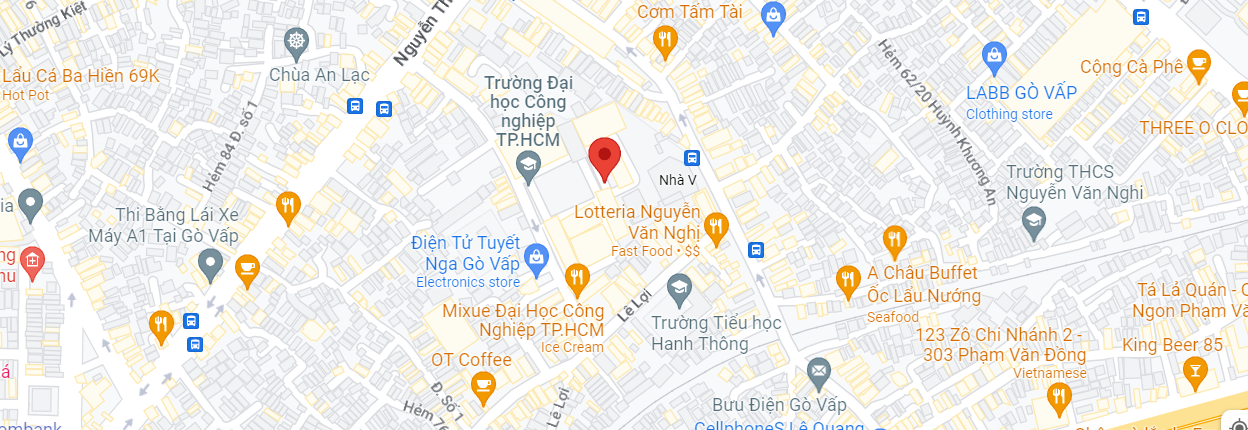 Lý Thường Kiệt
Nguyễn Th
Cơm Tấm Tài
Lẩu Cá Ba Hiền 69K
Hot Pot
Chùa An Lạc
Trường Đại
học Công
nghiệp
TP.HCM
Hẻm 62/20 Huỳnh Khương An
Cộng Cà Phê
LABB GÒ VẤP
Clothing store
THREE O CLO
Hẻm 84 Đ. số 1
Nhà V
Trường THCS
Nguyễn Văn Nghi
Thi Bằng Lái Xe
Máy A1 Tại Gò Vấp
Lotteria Nguyễn
Văn Nghi
Fast Food • $$
Điện Tử Tuyết
Nga Gò Vấp
Electronics store
A Châu Buffet
Ốc Lẩu Nướng
Seafood
Mixue Đại Học Công
Nghiệp TP.HCM
Ice Cream
Lê Lợi
Trường Tiểu học
Hanh Thông
Tá Lả Quán - C
Ngon Phạm Vă
123 Zô Chi Nhánh 2 -
303 Phạm Văn Đồng
Vietnamese
King Beer 85
OT Coffee
Đ. Số 1
Hẻm 76
Lê Lợi
Bưu Điện Gò Vấp
CellphoneS Lê Quang
ombank